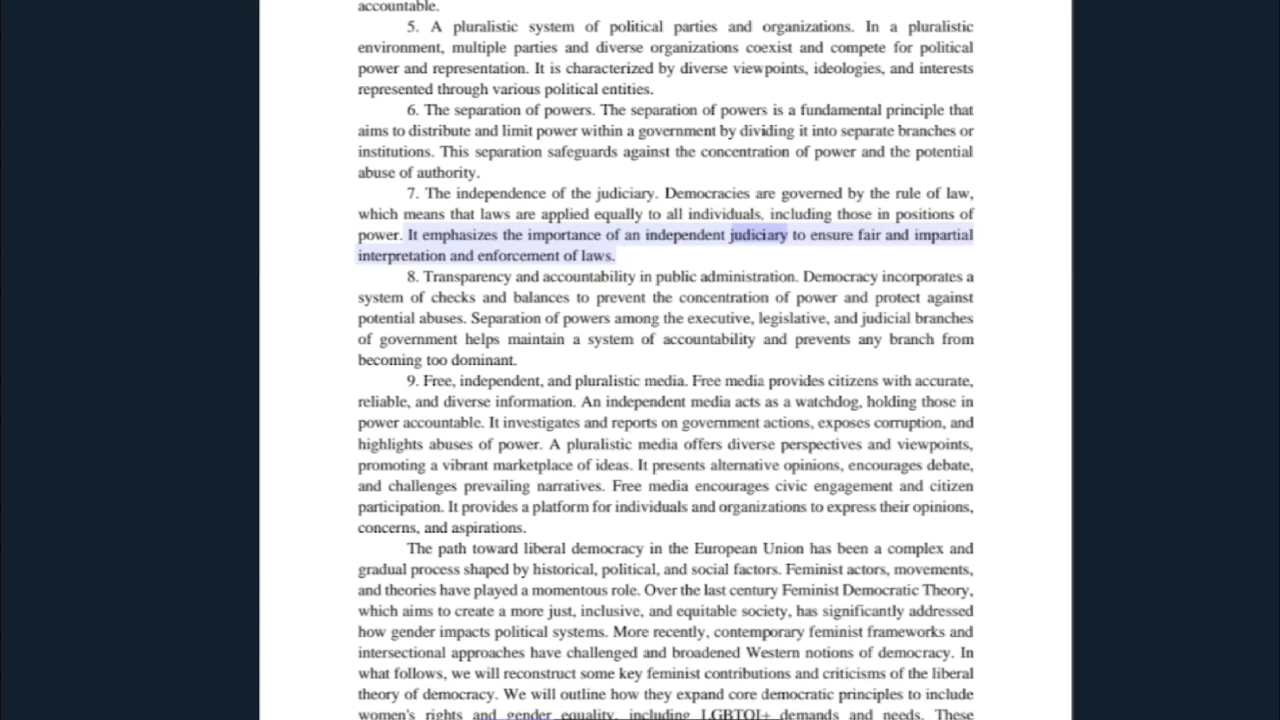 accountable.
5. A pluralistic system of political parties and organizations. In a pluralistic
environment, multiple parties and diverse organizations coexist and compete for political
power and representation. It is characterized by diverse viewpoints, ideologies, and interests
represented through various political entities.
6. The separation of powers. The separation of powers is a fundamental principle that
aims to distribute and limit power within a government by dividing it into separate branches or
institutions. This separation safeguards against the concentration of power and the potential
abuse of authority.
7. The independence of the judiciary. Democracies are governed by the rule of law,
which means that laws are applied equally to all individuals, including those in positions of
power. It emphasizes the importance of an independent judiciary to ensure fair and impartial
interpretation and enforcement of laws.
8. Transparency and accountability in public administration. Democracy incorporates a
system of checks and balances to prevent the concentration of power and protect against
potential abuses. Separation of powers among the executive, legislative, and judicial branches
of government helps maintain a system of accountability and prevents any branch from
becoming too dominant.
9. Free, independent, and pluralistic media. Free media provides citizens with accurate,
reliable, and diverse information. An independent media acts as a watchdog, holding those in
power accountable. It investigates and reports on government actions, exposes corruption, and
highlights abuses of power. A pluralistic media offers diverse perspectives and viewpoints,
promoting a vibrant marketplace of ideas. It presents alternative opinions, encourages debate,
and challenges prevailing narratives. Free media encourages civic engagement and citizen
participation. It provides a platform for individuals and organizations to express their opinions,
concerns, and aspirations.
The path toward liberal democracy in the European Union has been a complex and
gradual process shaped by historical, political, and social factors. Feminist actors, movements,
and theories have played a momentous role. Over the last century Feminist Democratic Theory,
which aims to create a more just, inclusive, and equitable society, has significantly addressed
how gender impacts political systems. More recently, contemporary feminist frameworks and
intersectional approaches have challenged and broadened Western notions of democracy. In
what follows, we will reconstruct some key feminist contributions and criticisms of the liberal
theory of democracy. We will outline how they expand core democratic principles to include
women's rights and gender equality, including LGBTQI+ demands and needs. These